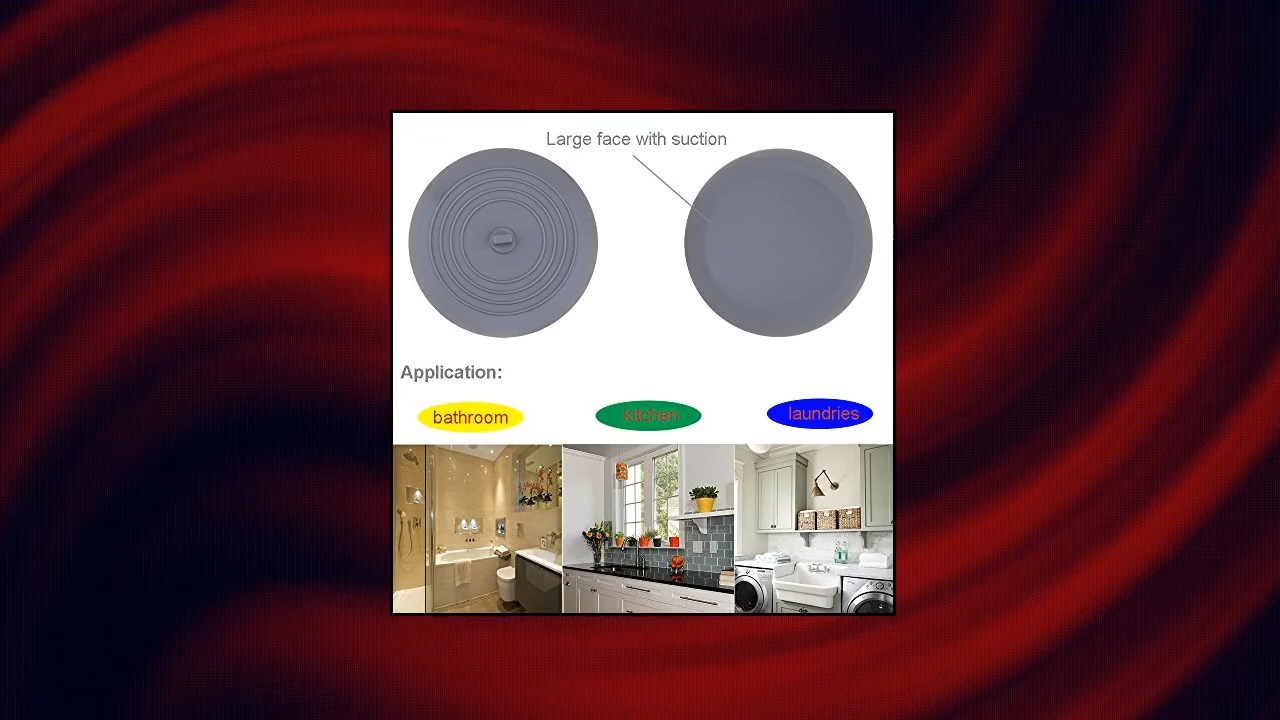 Large face with suction
Application:
bathroom
kitchen
laundries